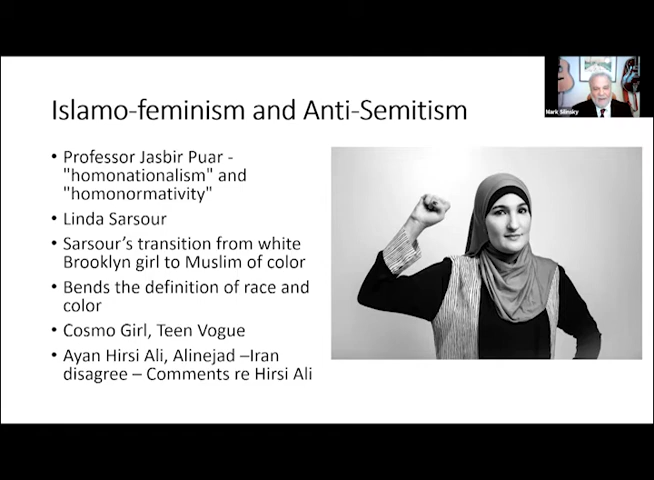 Mark Silinsky
Islamo-feminism and Anti-Semitism
• Professor Jasbir Puar -
"homonationalism" and
"homonormativity"
• Linda Sarsour
• Sarsour’s transition from white
Brooklyn girl to Muslim of color
• Bends the definition of race and
color
• Cosmo Girl, Teen Vogue
• Ayan Hirsi Ali, Alinejad –Iran
disagree – Comments re Hirsi Ali